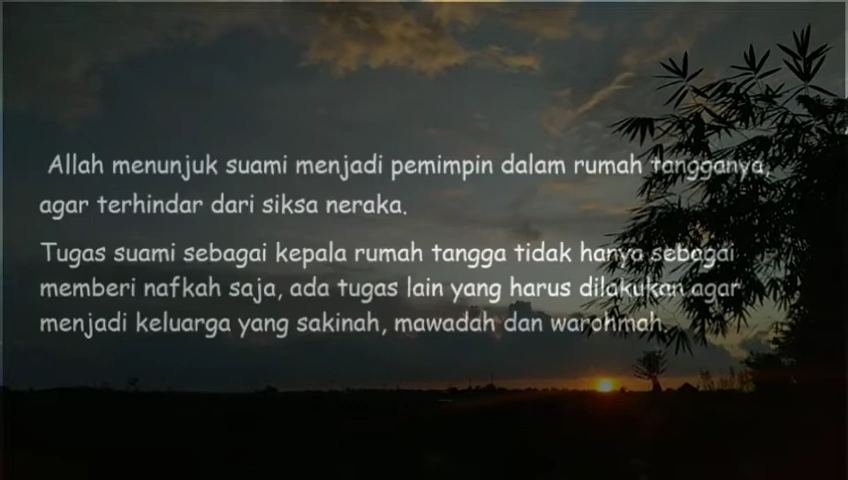 Allah menunjuk suami menjadi pemimpin dalam rumah tangganya,
agar terhindar dari siksa neraka.
Tugas suami sebagai kepala rumah tangga tidak hanya sebagai
memberi nafkah saja, ada tugas lain yang harus dilakukan agar
menjadi keluarga yang sakinah, mawadah dan warohmah.